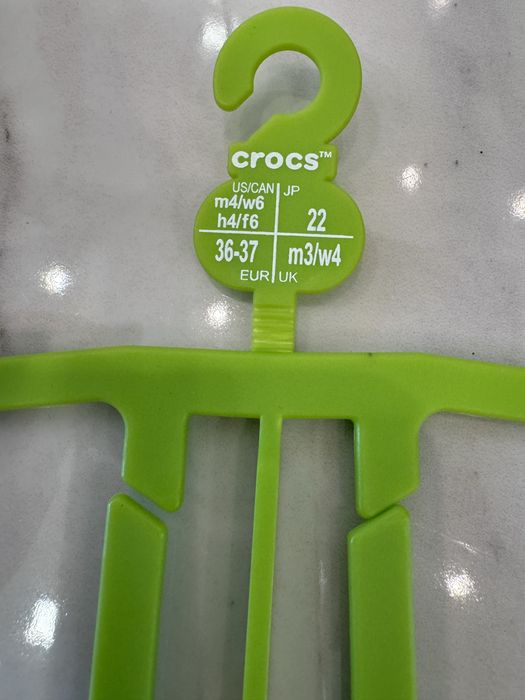 crocs™
US/CAN JP
m4/w6
h4/f6 22
36-37 m3/w4
EUR UK